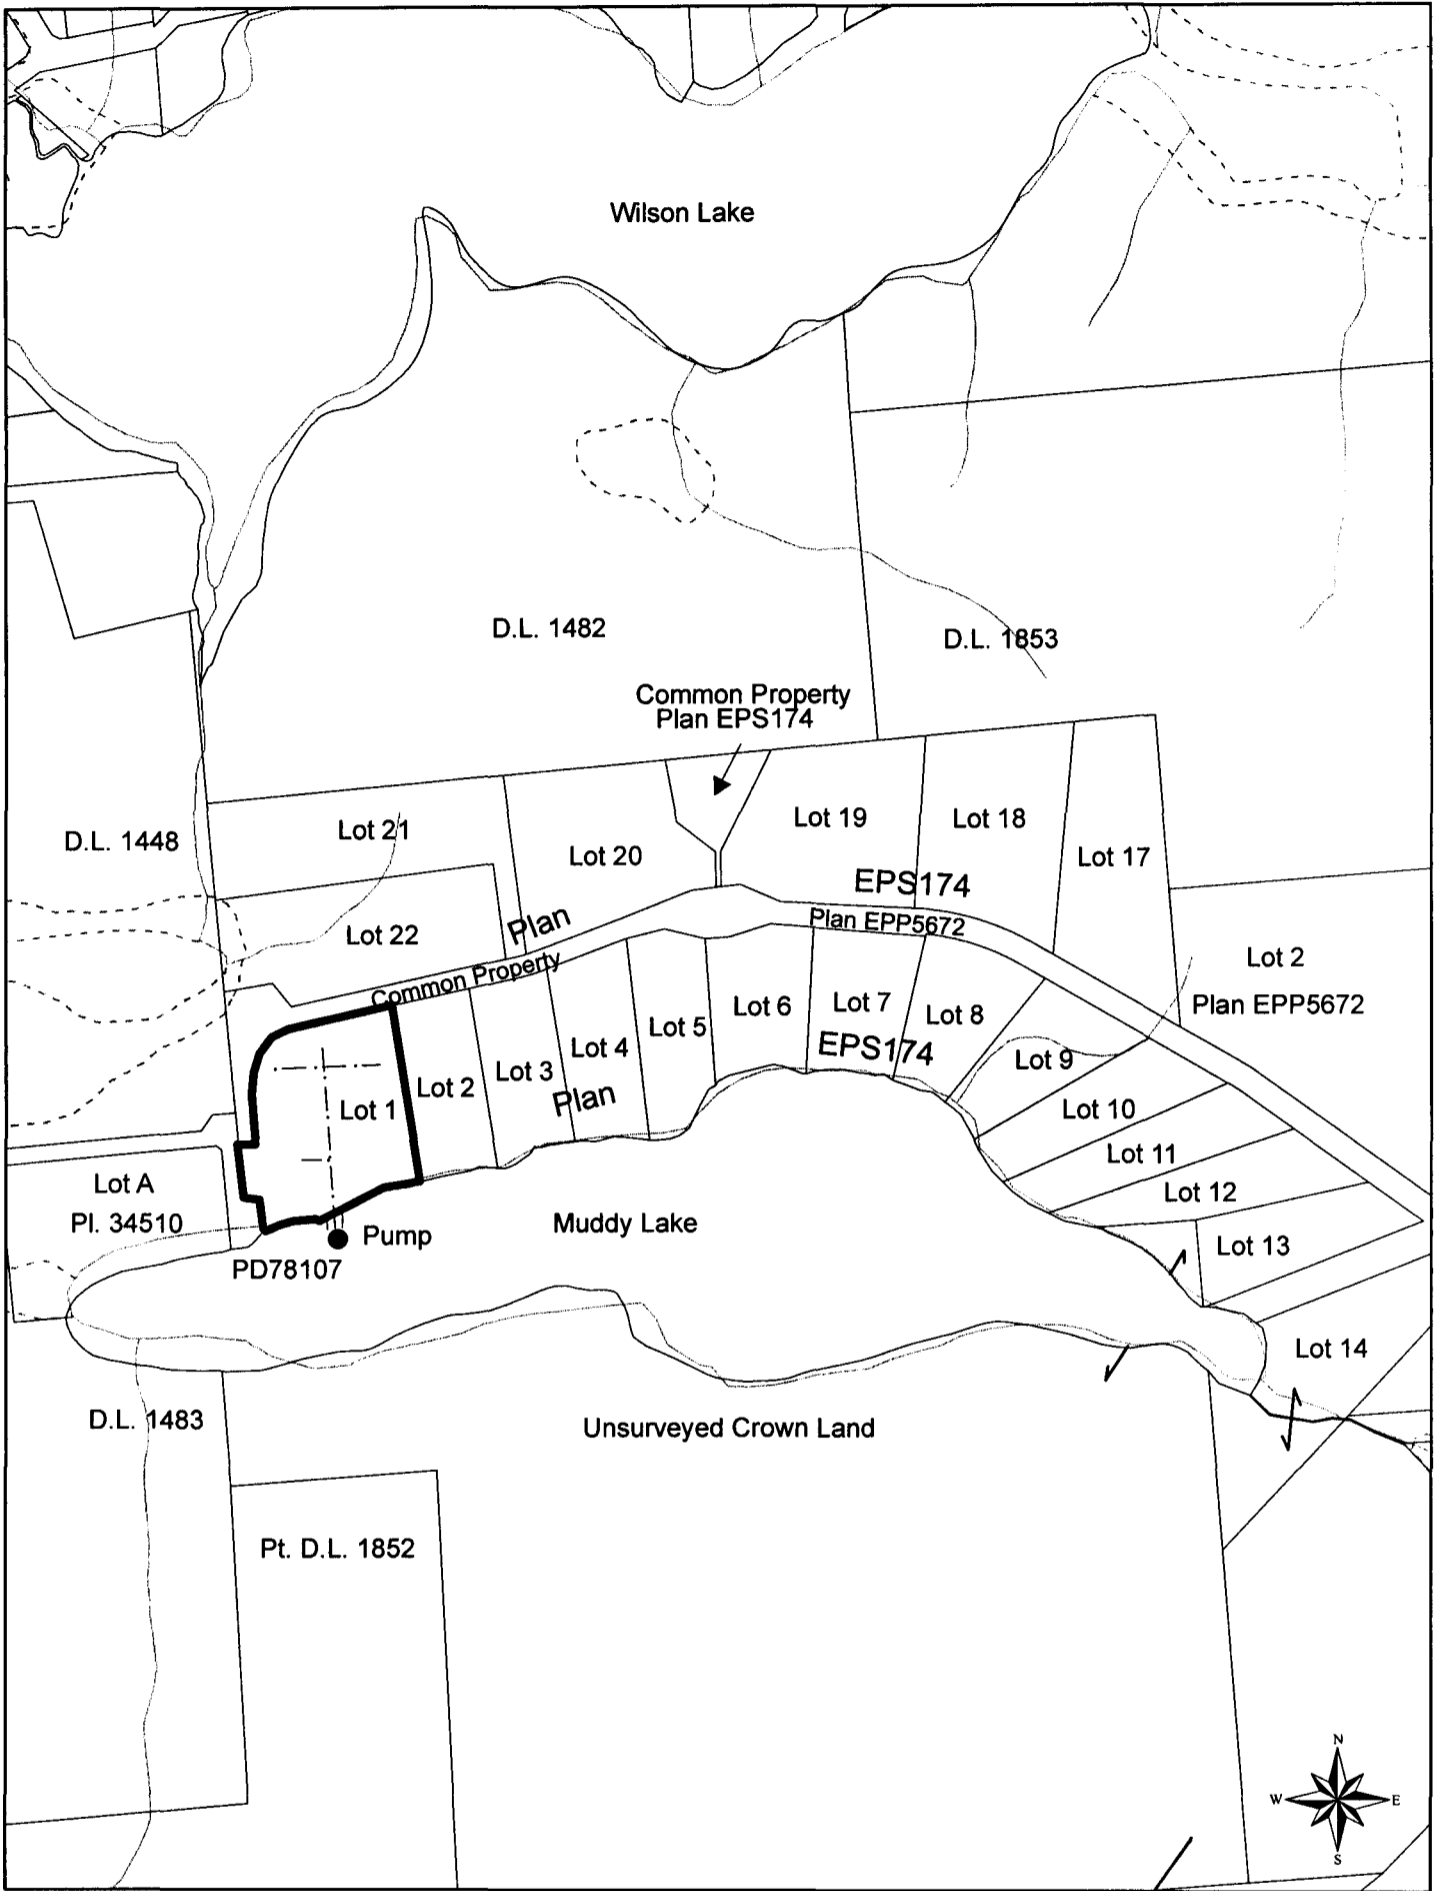 Wilson Lake
D.L. 1482
D.L. 1853
Common Property
Plan EPS174
D.L. 1448
Lot 21
Lot 20
Lot 19
Lot 18
Lot 17
EPS174
Plan
Plan EPP5672
Lot 22
Common Property
Lot 2
Plan EPP5672
Lot 1
Lot 2
Lot 3
Lot 4
Lot 5
Lot 6
Lot 7
Lot 8
EPS174
Plan
Lot 9
Lot 10
Lot 11
Lot 12
Lot 13
Lot 14
Lot A
Pl. 34510
Muddy Lake
Pump
PD78107
D.L. 1483
Unsurveyed Crown Land
Pt. D.L. 1852
N
W
E
S